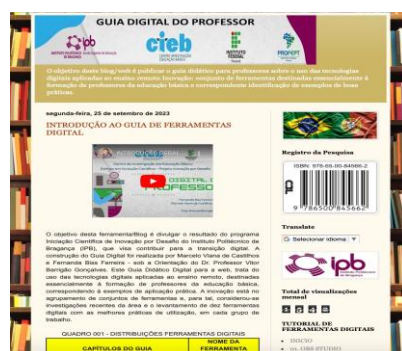 GUIA DIGITAL DO PROFESSOR
ipb
cieb
INSTITUTO
FEDERAL
PROFEPT
O objetivo deste blog/web é publicar o guia didático para professores sobre o uso das tecnologias
digitais aplicadas ao ensino remoto. Inovação: conjunto de ferramentas destinadas essencialmente à
formação de professores da educação básica e correspondente identificação de exemplos de boas
práticas.
segunda-feira, 25 de setembro de 2023
INTRODUÇÃO AO GUIA DE FERRAMENTAS
DIGITAL
DIGITAL
PROFESSO
O objetivo desta ferramenta/Blog é divulgar o resultado do programa
Iniciação Científica de Inovação por Desafio do Instituto Politécnico de
Bragança (IPB), que visa contribuir para a transição digital. A
construção do Guia Digital foi realizada por Marcelo Viana de Castilhos
e Fernanda Biss Ferreira - sob a Orientação do Dr. Professor Vitor
Barrigão Gonçalves. Este Guia Didático Digital para a web, trata do
uso das tecnologias digitais aplicadas ao ensino remoto, destinadas
essencialmente à formação de professores da educação básica,
correspondendo à exemplos de aplicação prática. A inovação está no
agrupamento de conjuntos de ferramentas e, para tal, considerou-se
investigações recentes da área e o levantamento de dez ferramentas
digitais com as melhores práticas de utilização, em cada grupo de
trabalho.
QUADRO 001 - DISTRIBUIÇÕES FERRAMENTAS DIGITAIS
CAPÍTULOS DO GUIA
NOME DA
FERRAMENTA
Registro da Pesquisa
ISBN: 978-65-00-84566-2
9 786500 845662
Translate
G Selecionar idioma
ipb
Total de visualizações
mensal
TUTORIAL DE
FERRAMENTAS DIGITAIS
INICIO
01. OBS STUDIO